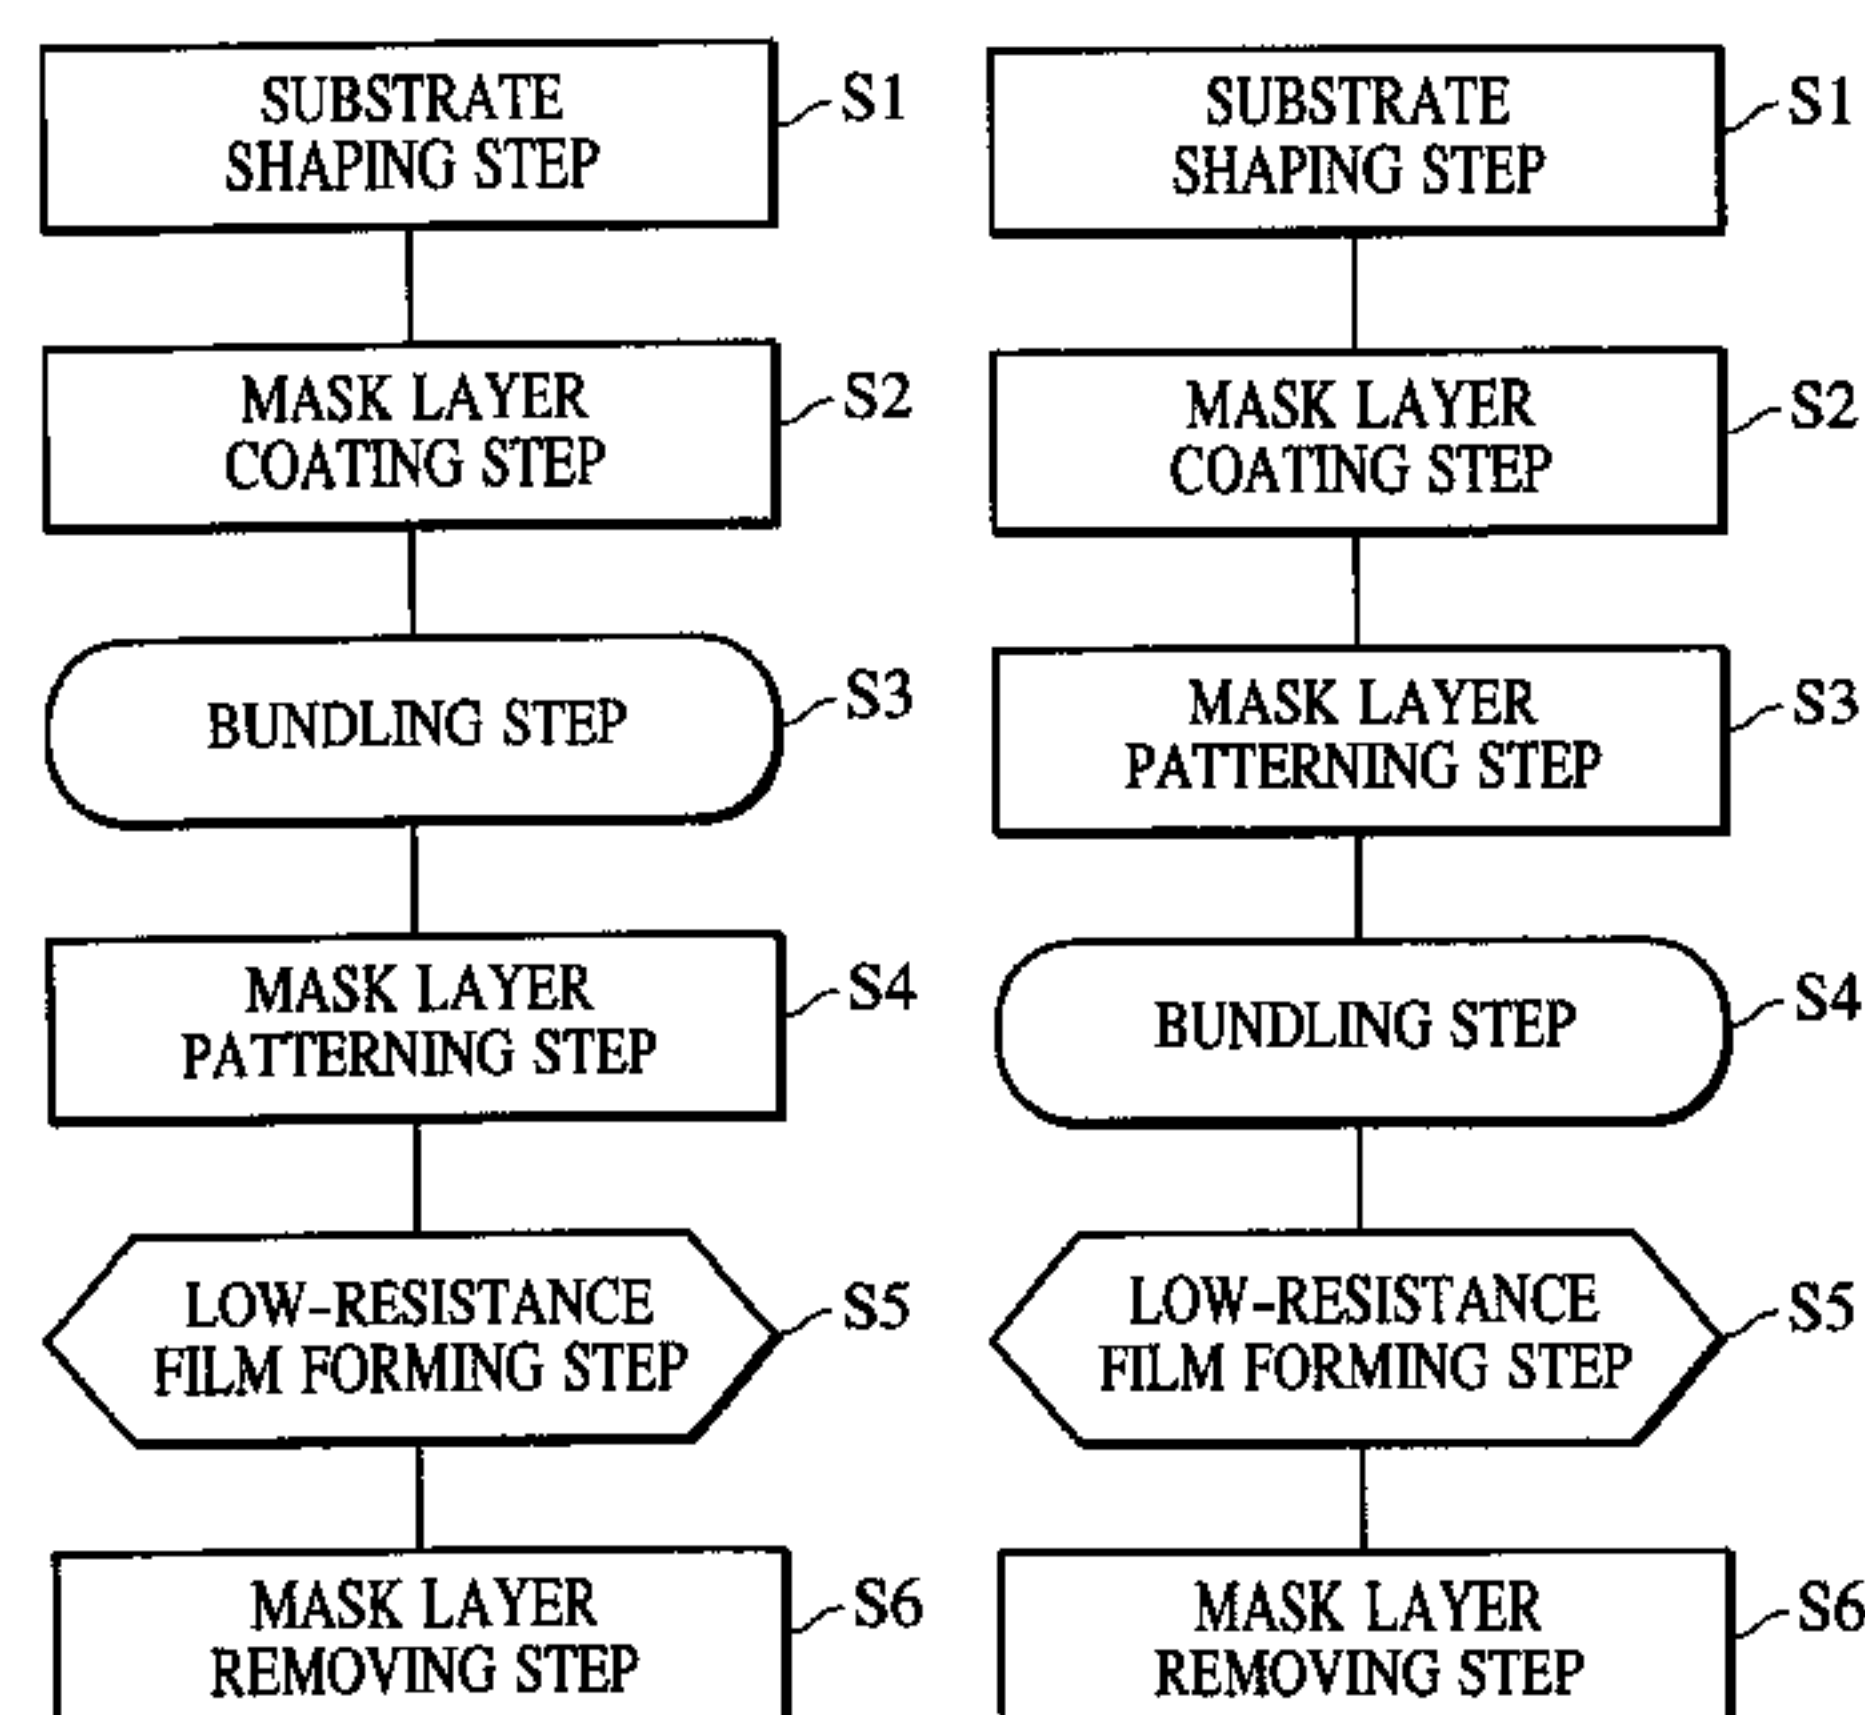 SUBSTRATE
SHAPING STEP
S1
MASK LAYER
COATING STEP
S2
BUNDLING STEP
S3
MASK LAYER
PATTERNING STEP
S4
LOW-RESISTANCE
FILM FORMING STEP
S5
MASK LAYER
REMOVING STEP
S6
SUBSTRATE
SHAPING STEP
S1
MASK LAYER
COATING STEP
S2
MASK LAYER
PATTERNING STEP
S3
BUNDLING STEP
S4
LOW-RESISTANCE
FILM FORMING STEP
S5
MASK LAYER
REMOVING STEP
S6